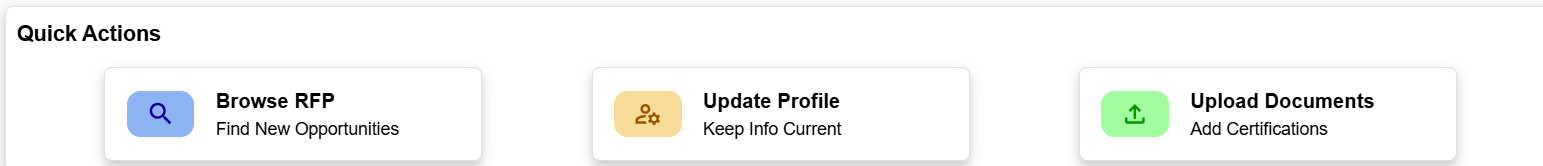 Quick Actions
Browse RFP
Find New Opportunities
Update Profile
Keep Info Current
Upload Documents
Add Certifications